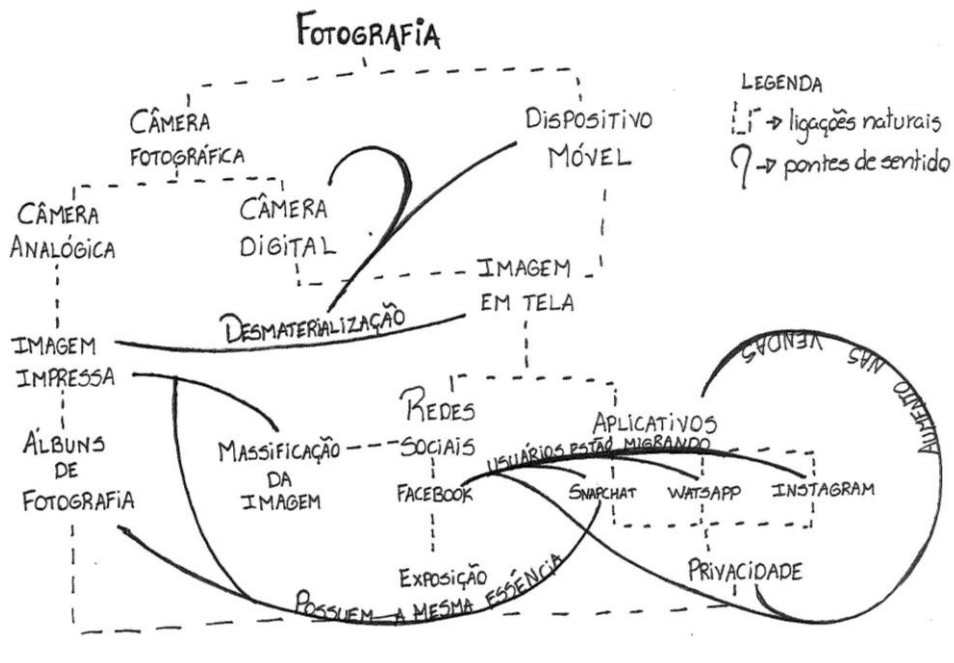 FOTOGRAFIA
LEGENDA
→ ligações naturais
→ pontes de sentido
CÂMERA
FOTOGRÁFICA
DISPOSITIVO
MÓVEL
CÂMERA
ANALÓGICA
CÂMERA
DIGITAL
IMAGEM
EM TELA
DESMATERIALIZAÇÃO
IMAGEM
IMPRESSA
AUMENTO NAS VENDAS
REDES
SOCIAIS
APLICATIVOS
ÁLBUNS
DE
FOTOGRAFIA
MASSIFICAÇÃO
DA
IMAGEM
USUÁRIOS ESTÃO MIGRANDO
FACEBOOK
SNAPCHAT
WATSAPP
INSTAGRAM
EXPOSIÇÃO
PRIVACIDADE
POSSUEM A MESMA ESSÊNCIA